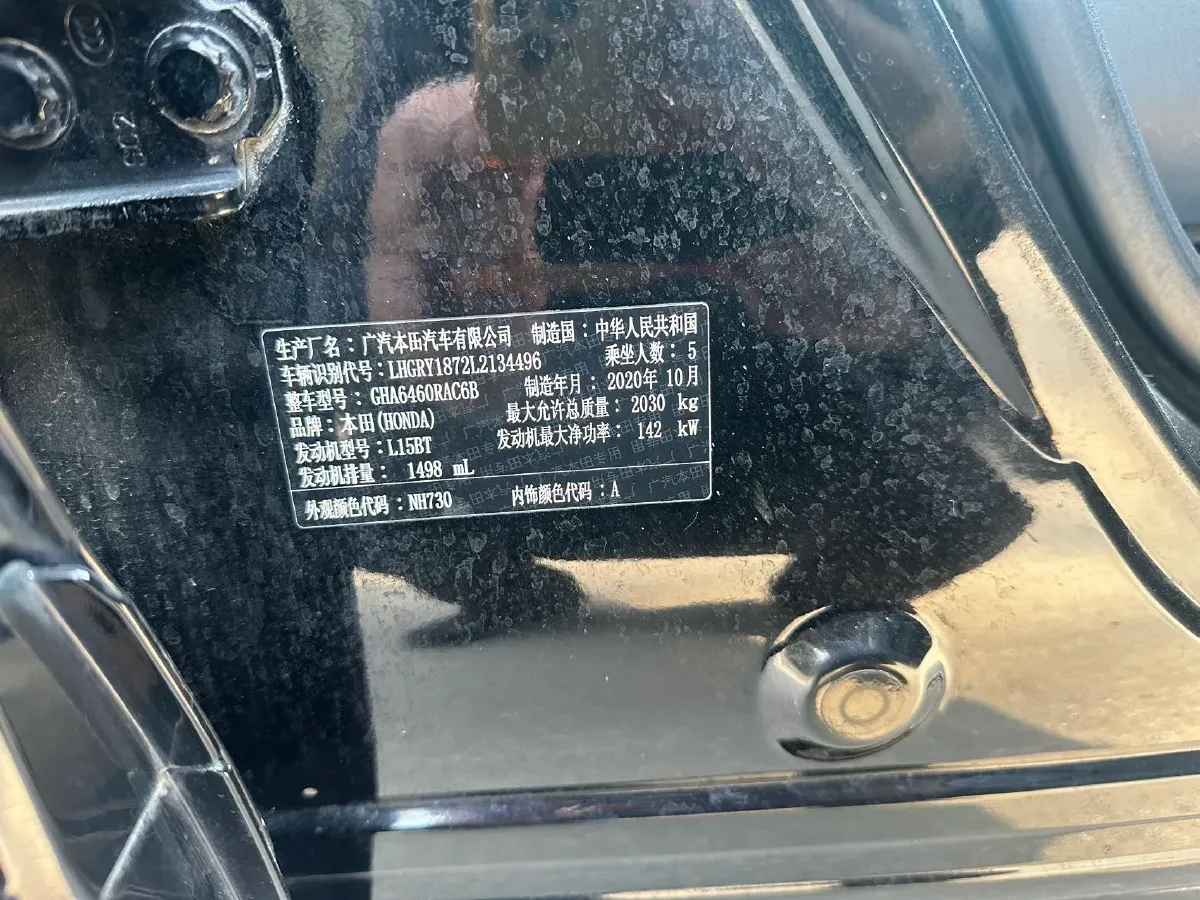 SC2
生产厂名：广汽本田汽车有限公司 制造国：中华人民共和国
车辆识别代号：LHGRY1872L2134496 乘坐人数：5
整车型号：GHA6460RAC6B 制造年月：2020年 10月
品牌：本田(HONDA) 最大允许总质量：2030 kg
发动机型号：L15BT 发动机最大净功率：142 kW
发动机排量：1498 mL
外观颜色代码：NH730 内饰颜色代码：A